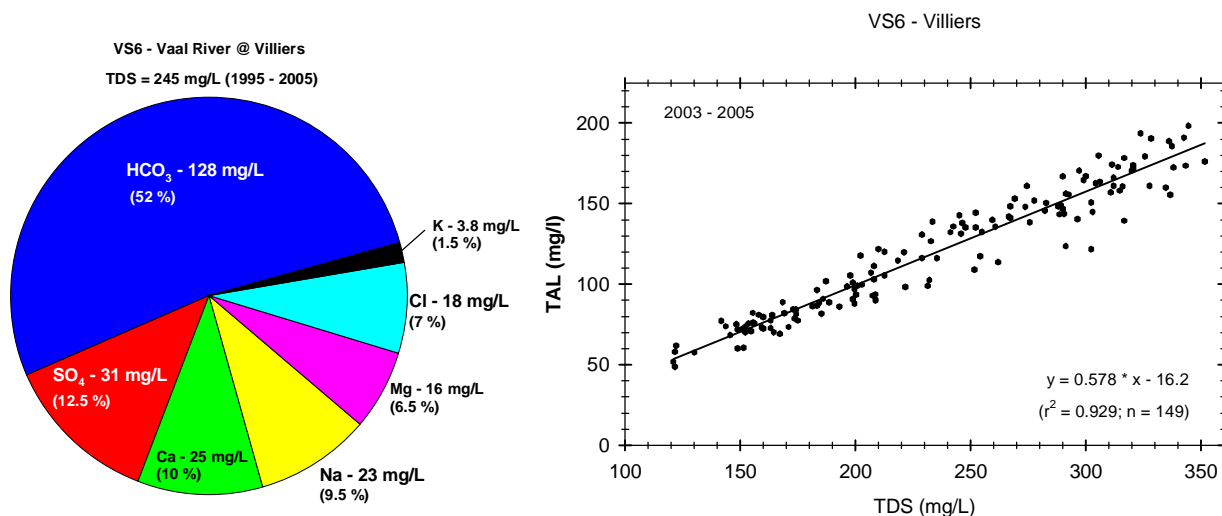 VS6 - Vaal River @ Villiers
TDS = 245 mg/L (1995 - 2005)
HCO₃ - 128 mg/L
(52 %)
K - 3.8 mg/L
(1.5 %)
Cl - 18 mg/L
(7 %)
Mg - 16 mg/L
(6.5 %)
Na - 23 mg/L
(9.5 %)
Ca - 25 mg/L
(10 %)
SO₄ - 31 mg/L
(12.5 %)
VS6 - Villiers
2003 - 2005
TAL (mg/l)
200
150
100
50
0
y = 0.578 * x - 16.2
(r² = 0.929; n = 149)
100 150 200 250 300 350
TDS (mg/L)